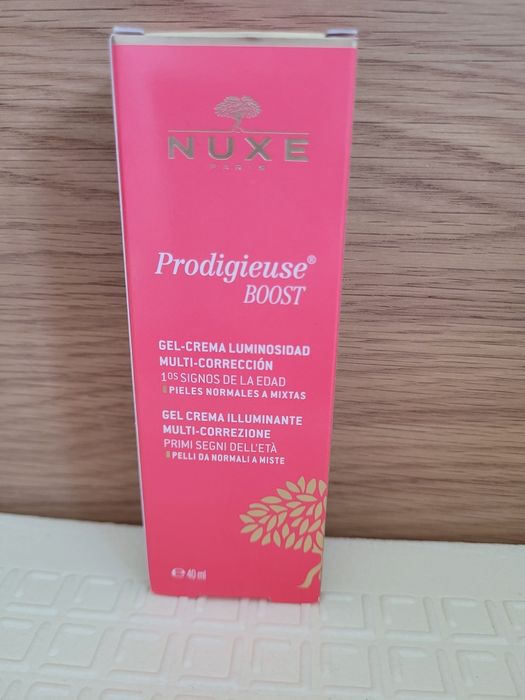 NUXE
PARIS
Prodigieuse®
BOOST
GEL-CREMA LUMINOSIDAD
MULTI-CORRECCIÓN
1OS SIGNOS DE LA EDAD
PIELES NORMALES A MIXTAS
GEL CREMA ILLUMINANTE
MULTI-CORREZIONE
PRIMI SEGNI DELL'ETÀ
PELLI DA NORMALI A MISTE
℮ 40 ml